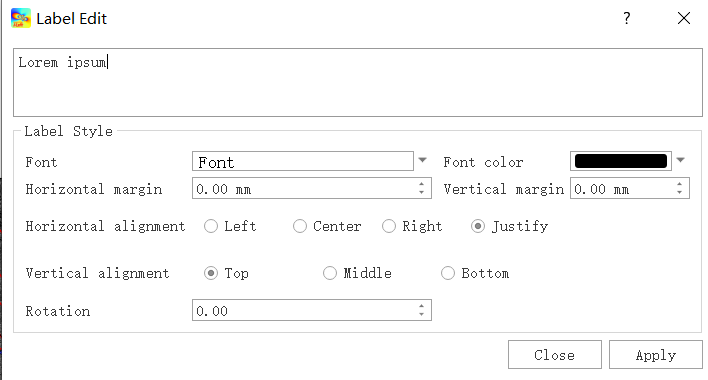 Label Edit
Lorem ipsum
Label Style
Font Font Font color
Horizontal margin 0.00 mm Vertical margin 0.00 mm
Horizontal alignment Left Center Right Justify
Vertical alignment Top Middle Bottom
Rotation 0.00
Close Apply